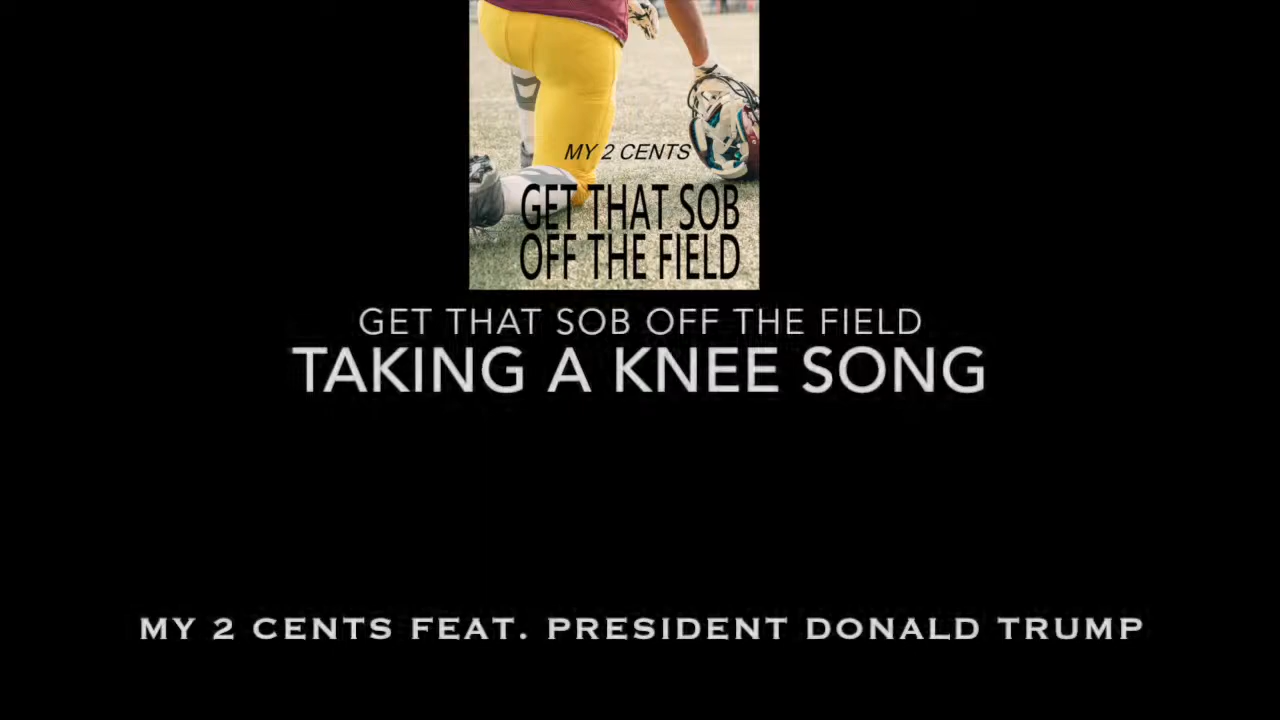 MY 2 CENTS
GET THAT SOB
OFF THE FIELD
GET THAT SOB OFF THE FIELD
TAKING A KNEE SONG
MY 2 CENTS FEAT. PRESIDENT DONALD TRUMP